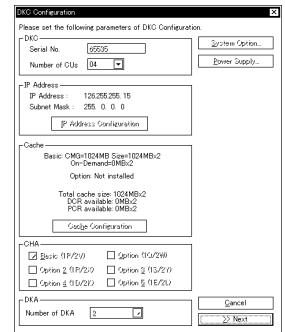 DKC Configuration
Please set the following parameters of DKC Configuration.
DKC
Serial No. 65535
Number of CUs 04
System Option...
Power Supply...
IP Address
IP Address : 126.255.255. 15
Subnet Mask : 255. 0. 0. 0
IP Address Configuration
Cache
Basic: CMG=1024MB Size=1024MBx2
On-Demand=0MBx2
Option: Not installed
Total cache size: 1024MBx2
DCR available: 0MBx2
PCR available: 0MBx2
Cache Configuration
CHA
Basic (1P/2V) Option (1Q/2W)
Option 2 (1R/2X) Option 3 (1S/2Y)
Option 4 (1D/2K) Option 5 (1E/2L)
DKA
Number of DKA 2
Cancel
>> Next